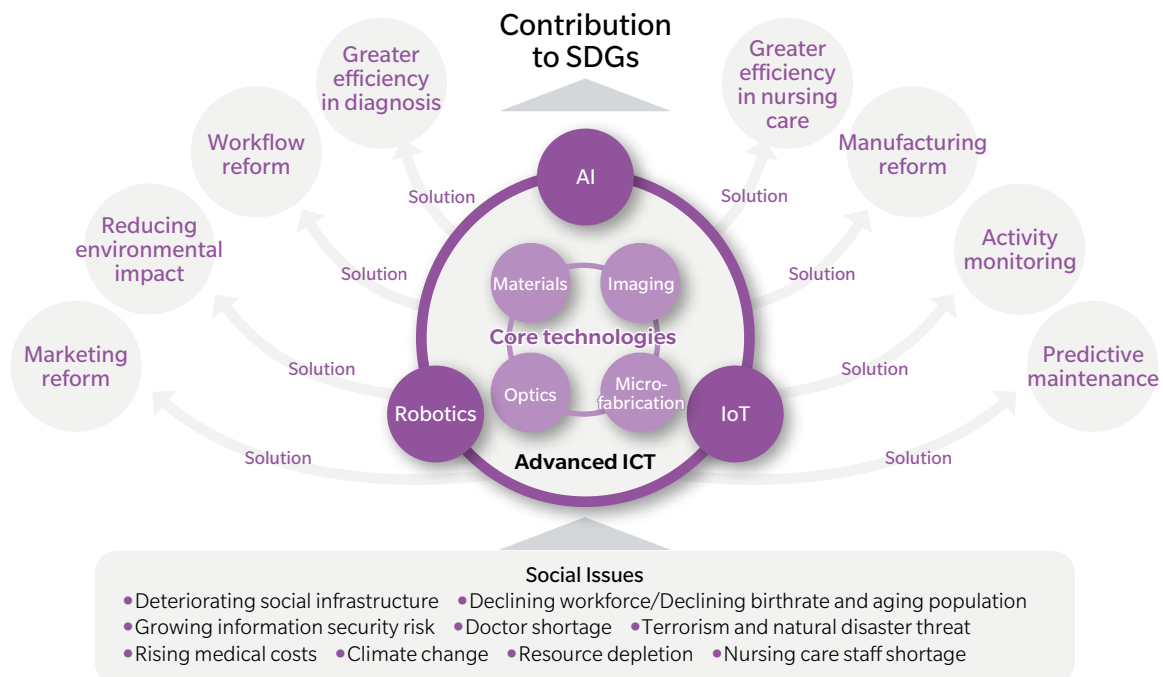 Contribution
to SDGs
Greater
efficiency
in diagnosis
Greater
efficiency
in nursing
care
Workflow
reform
Manufacturing
reform
Reducing
environmental
impact
Activity
monitoring
Marketing
reform
Predictive
maintenance
Solution
Solution
Solution
Solution
Solution
Solution
Solution
Solution
AI
Materials
Imaging
Core technologies
Optics
Micro-
fabrication
Robotics
IoT
Advanced ICT
Social Issues
•Deteriorating social infrastructure •Declining workforce/Declining birthrate and aging population
•Growing information security risk •Doctor shortage •Terrorism and natural disaster threat
•Rising medical costs •Climate change •Resource depletion •Nursing care staff shortage